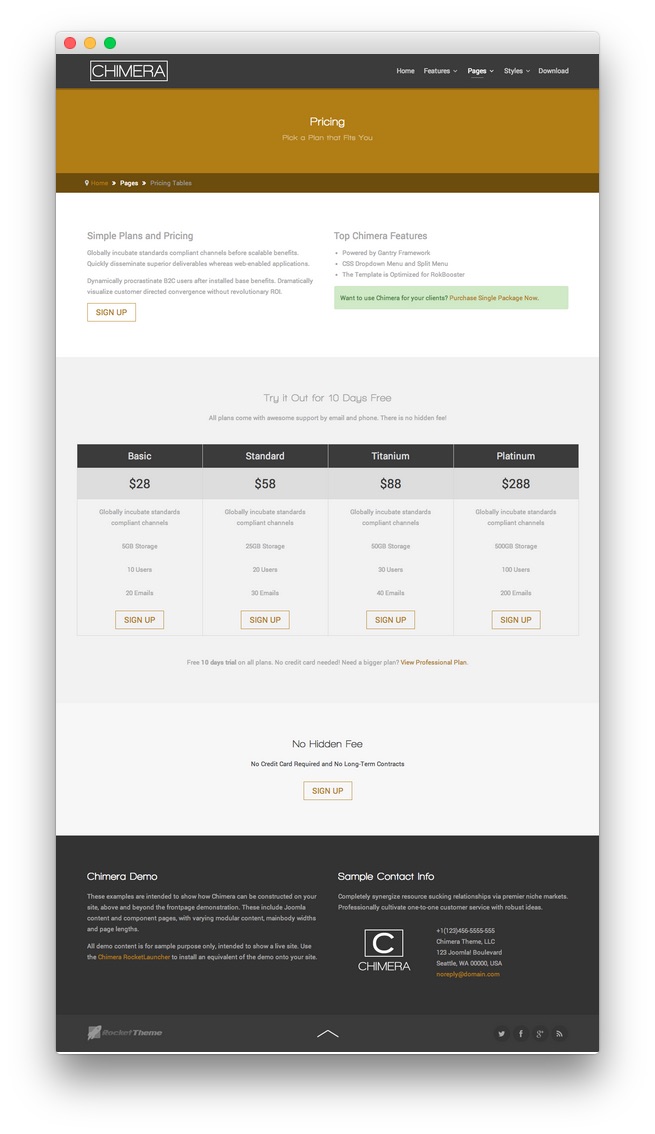 CHIMERA
Home Features Pages Styles Download
Pricing
Pick a Plan that Fits You
Home Pages Pricing Tables
Simple Plans and Pricing
Globally incubate standards compliant channels before scalable benefits.
Quickly disseminate superior deliverables whereas web-enabled applications.
Dynamically procrastinate B2C users after installed base benefits. Dramatically
visualize customer directed convergence without revolutionary ROI.
SIGN UP
Top Chimera Features
• Powered by Gantry Framework
• CSS Dropdown Menu and Split Menu
• The Template is Optimized for RokBooster
Want to use Chimera for your clients? Purchase Single Package Now.
Try it Out for 10 Days Free
All plans come with awesome support by email and phone. There is no hidden fee!
Basic Standard Titanium Platinum
$28 $58 $88 $288
Globally incubate standards Globally incubate standards Globally incubate standards Globally incubate standards
compliant channels compliant channels compliant channels compliant channels
5GB Storage 25GB Storage 50GB Storage 500GB Storage
10 Users 20 Users 30 Users 100 Users
20 Emails 30 Emails 40 Emails 200 Emails
SIGN UP SIGN UP SIGN UP SIGN UP
Free 10 days trial on all plans. No credit card needed! Need a bigger plan? View Professional Plan.
No Hidden Fee
No Credit Card Required and No Long-Term Contracts
SIGN UP
Chimera Demo
These examples are intended to show how Chimera can be constructed on your
site, above and beyond the frontpage demonstration. These include Joomla
content and component pages, with varying modular content, mainbody widths
and page lengths.
All demo content is for sample purpose only, intended to show a live site. Use
the Chimera RocketLauncher to install an equivalent of the demo onto your site.
Sample Contact Info
Completely synergize resource sucking relationships via premier niche markets.
Professionally cultivate one-to-one customer service with robust ideas.
C
CHIMERA
+1(123)456-5555-555
Chimera Theme, LLC
123 Joomla! Boulevard
Seattle, WA 00000, USA
noreply@domain.com
RocketTheme